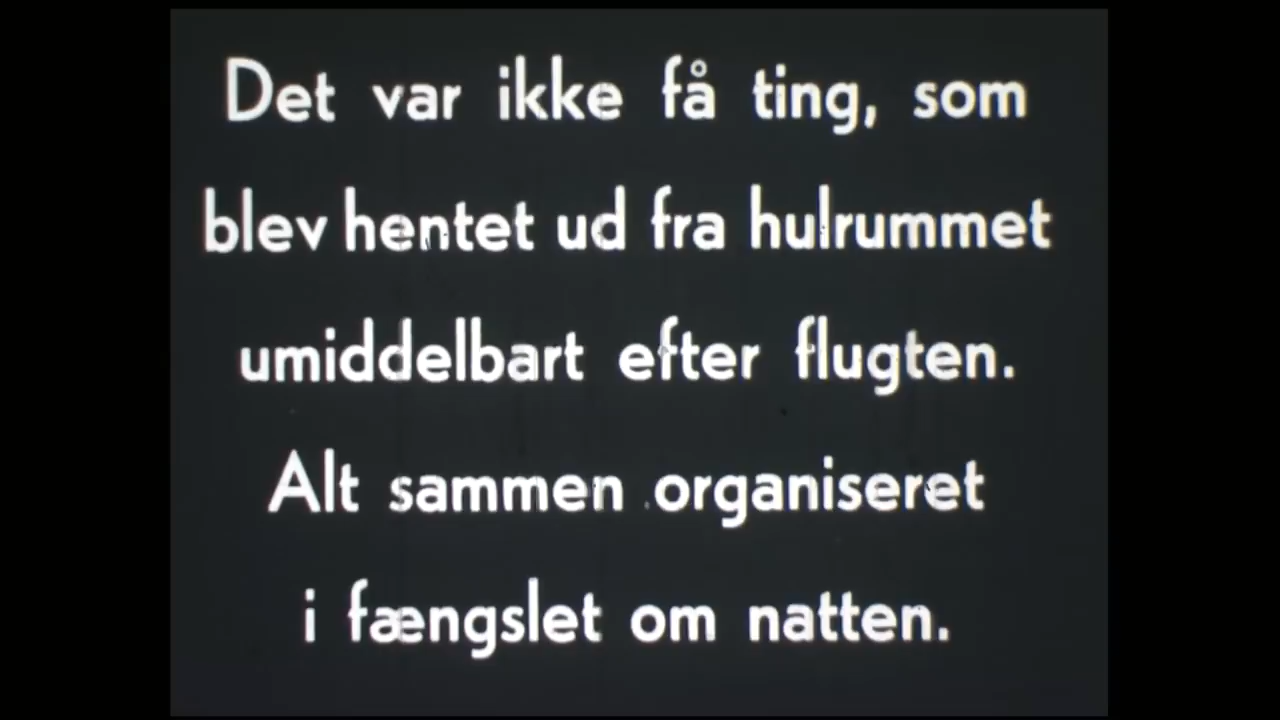 Det var ikke få ting, som
blev hentet ud fra hulrummet
umiddelbart efter flugten.
Alt sammen organiseret
i fængslet om natten.